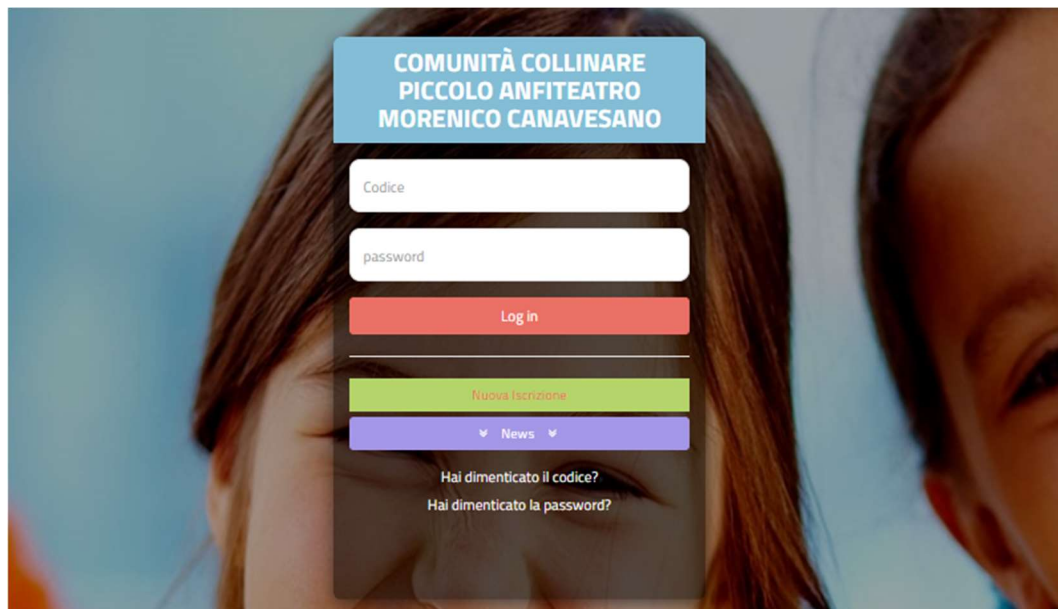 COMUNITÀ COLLINARE
PICCOLO ANFITEATRO
MORENICO CANAVESANO
Codice
password
Log in
Nuova Iscrizione
News
Hai dimenticato il codice?
Hai dimenticato la password?